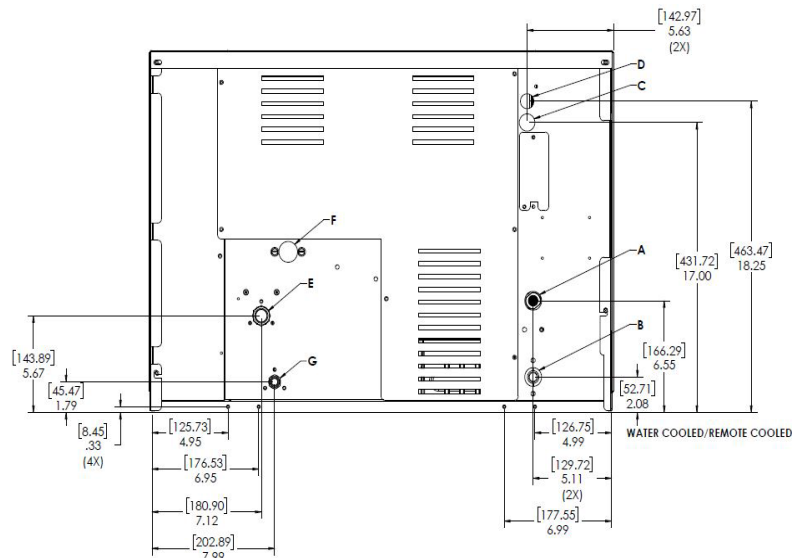 [142.97]
5.63
(2X)
D
C
F
A
E
B
G
[463.47]
18.25
[431.72]
17.00
[166.29]
6.55
[52.71]
2.08
[143.89]
5.67
[45.47]
1.79
[8.45]
.33
(4X)
[125.73]
4.95
[176.53]
6.95
[180.90]
7.12
[202.89]
7.99
[126.75]
4.99
WATER COOLED/REMOTE COOLED
[129.72]
5.11
(2X)
[177.55]
6.99